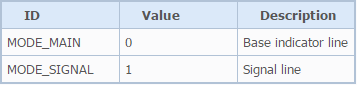 ID Value Description
MODE_MAIN 0 Base indicator line
MODE_SIGNAL 1 Signal line